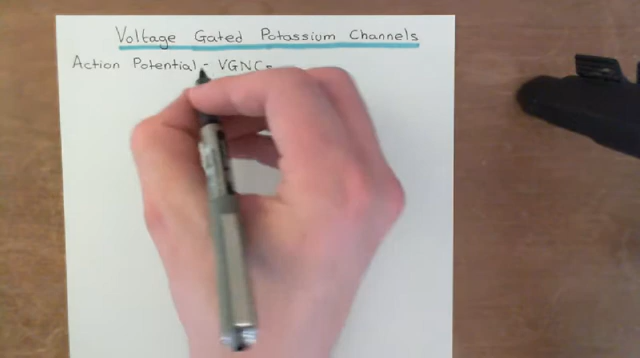 Voltage Gated Potassium Channels
Action Potential - VGNC